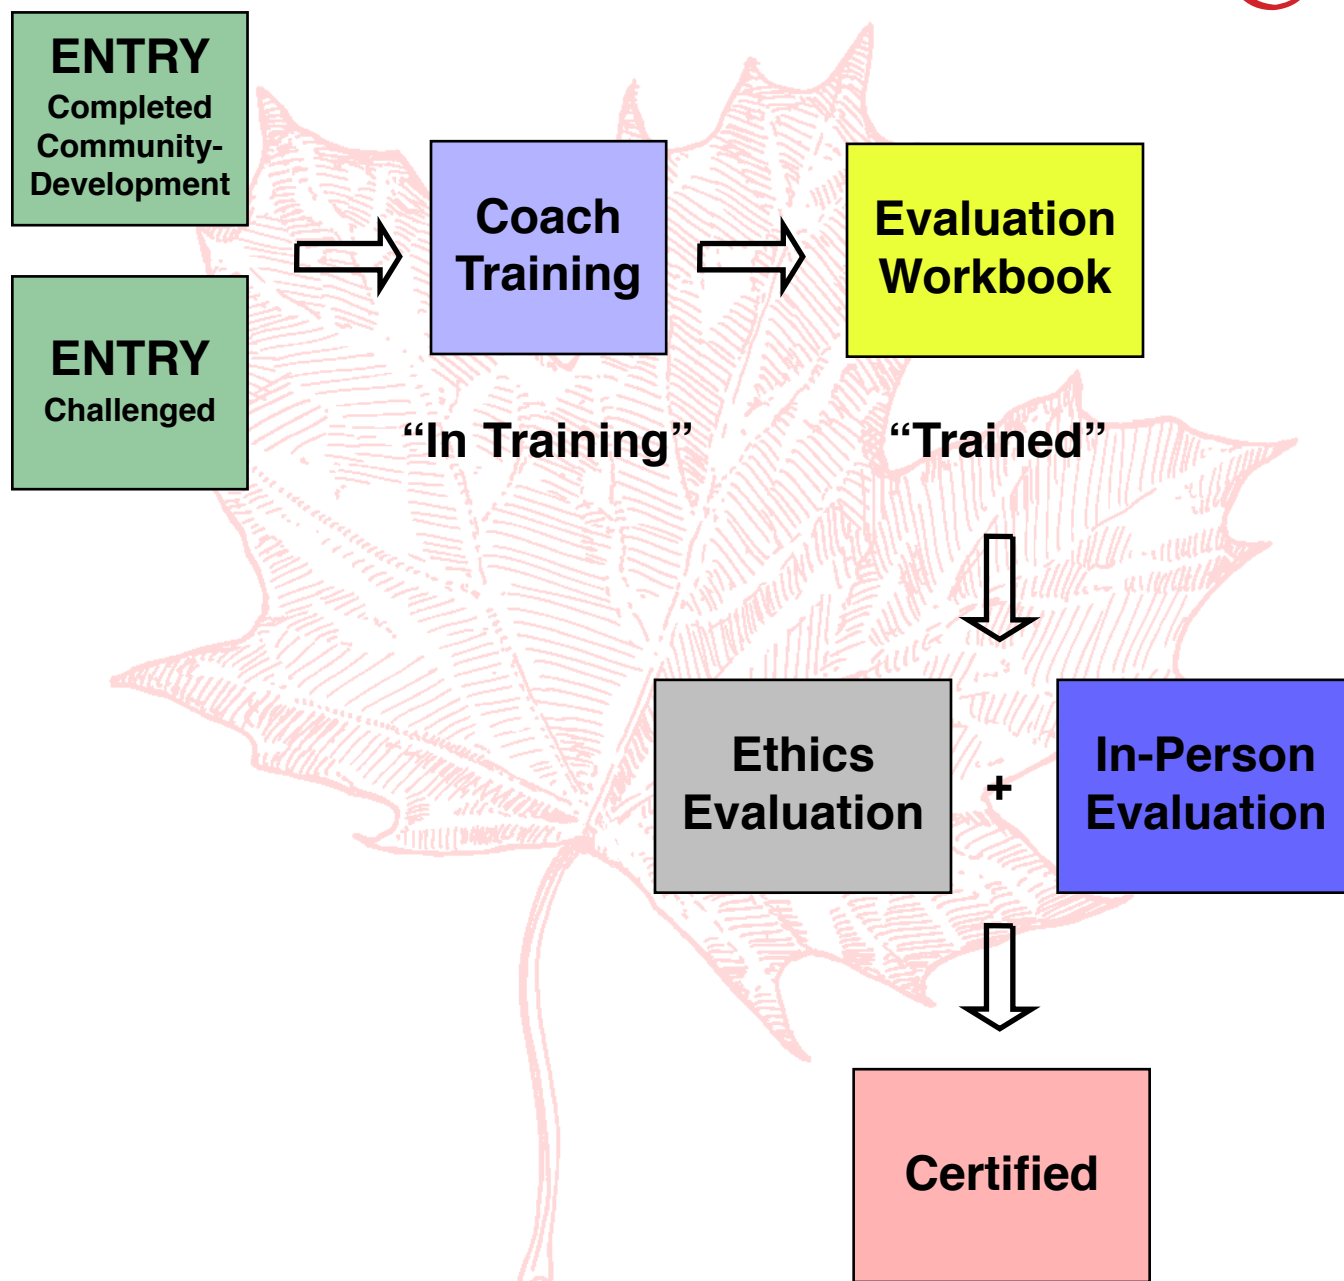 ENTRY
Completed
Community-
Development
ENTRY
Challenged
Coach
Training
“In Training”
Evaluation
Workbook
“Trained”
Ethics
Evaluation
+
In-Person
Evaluation
Certified